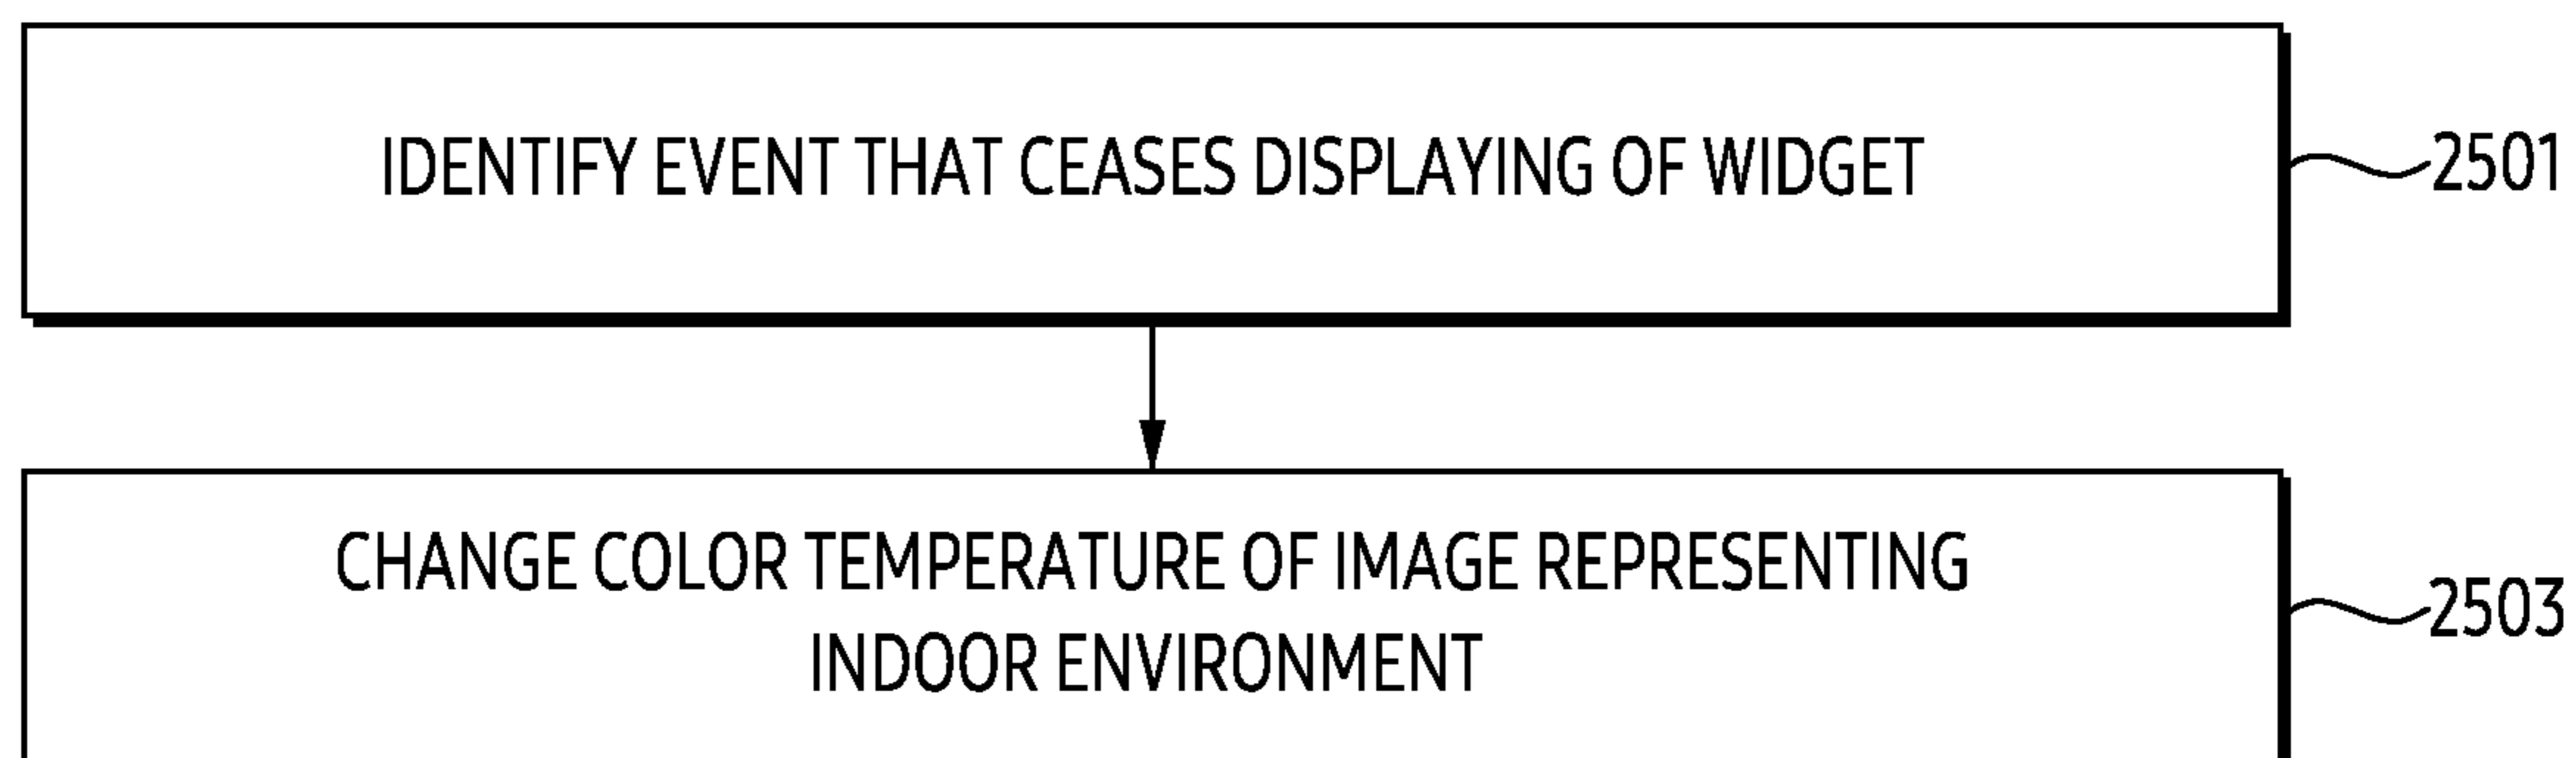 IDENTIFY EVENT THAT CEASES DISPLAYING OF WIDGET
2501
CHANGE COLOR TEMPERATURE OF IMAGE REPRESENTING
INDOOR ENVIRONMENT
2503